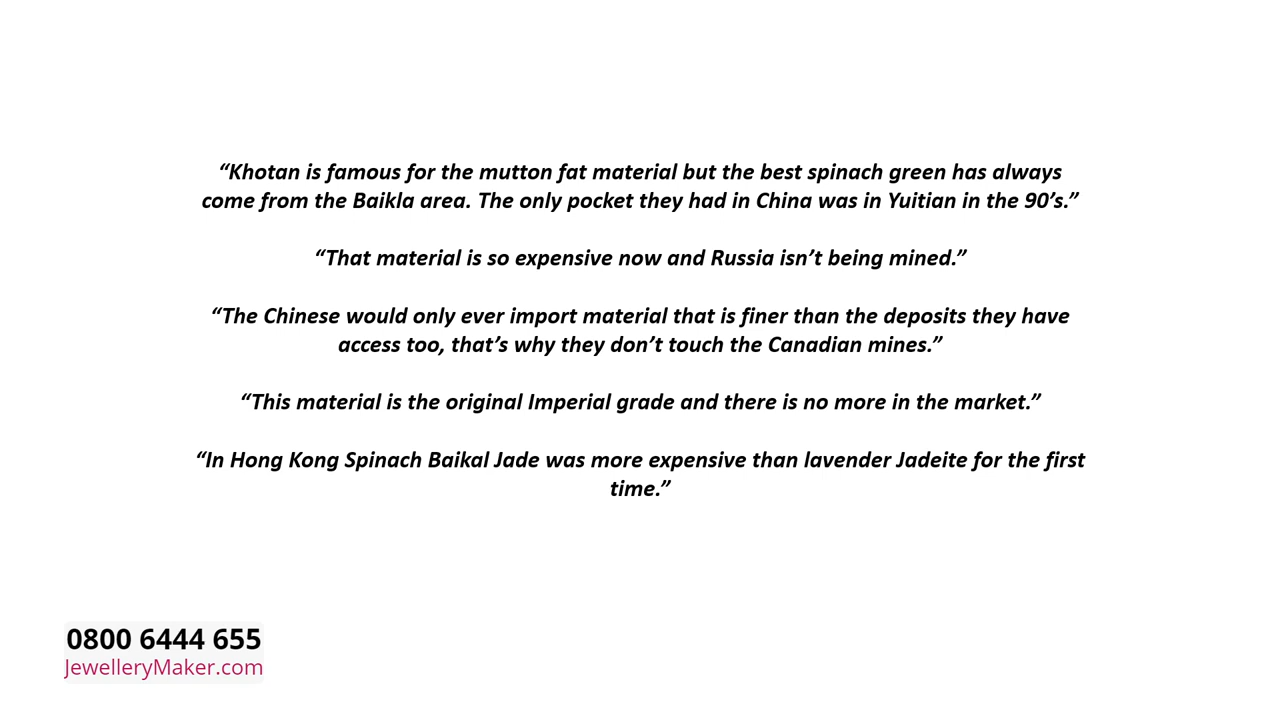 “Khotan is famous for the mutton fat material but the best spinach green has always
come from the Baikla area. The only pocket they had in China was in Yuitian in the 90’s.”
“That material is so expensive now and Russia isn’t being mined.”
“The Chinese would only ever import material that is finer than the deposits they have
access too, that’s why they don’t touch the Canadian mines.”
“This material is the original Imperial grade and there is no more in the market.”
“In Hong Kong Spinach Baikal Jade was more expensive than lavender Jadeite for the first
time.”
0800 6444 655
JewelleryMaker.com